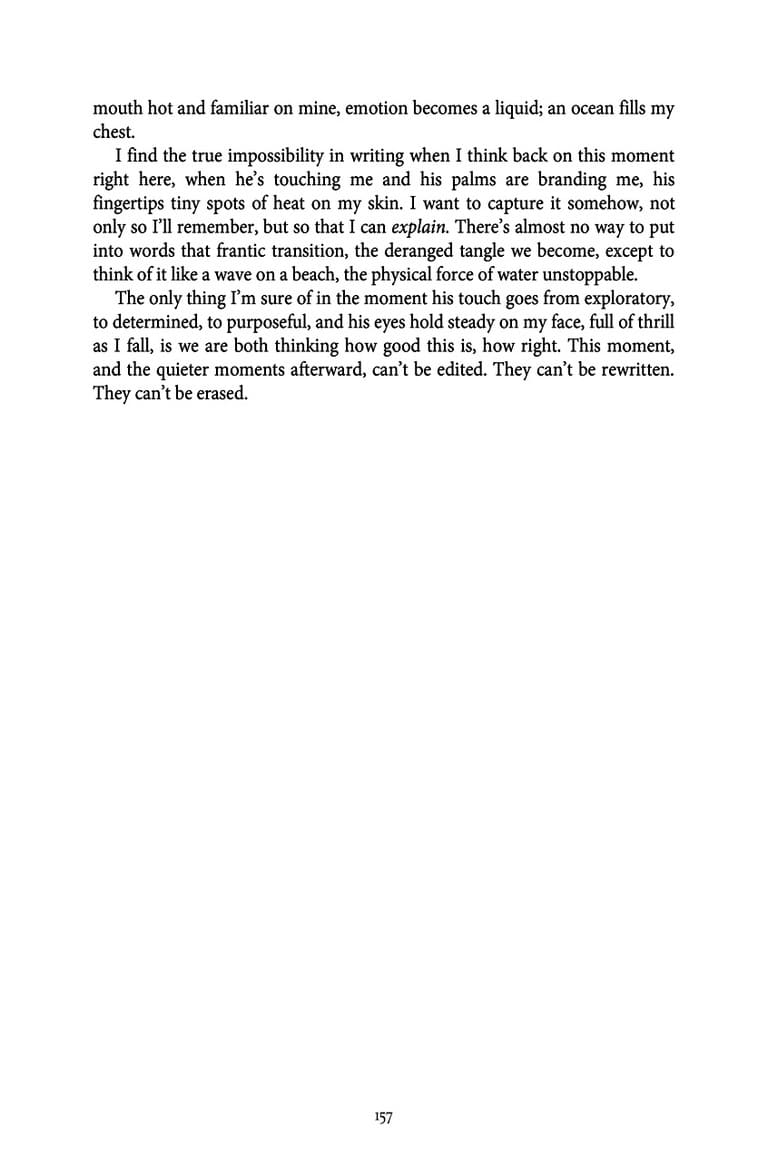 mouth hot and familiar on mine, emotion becomes a liquid; an ocean fills my
chest.
I find the true impossibility in writing when I think back on this moment
right here, when he’s touching me and his palms are branding me, his
fingertips tiny spots of heat on my skin. I want to capture it somehow, not
only so I’ll remember, but so that I can explain. There’s almost no way to put
into words that frantic transition, the deranged tangle we become, except to
think of it like a wave on a beach, the physical force of water unstoppable.
The only thing I’m sure of in the moment his touch goes from exploratory,
to determined, to purposeful, and his eyes hold steady on my face, full of thrill
as I fall, is we are both thinking how good this is, how right. This moment,
and the quieter moments afterward, can’t be edited. They can’t be rewritten.
They can’t be erased.
157